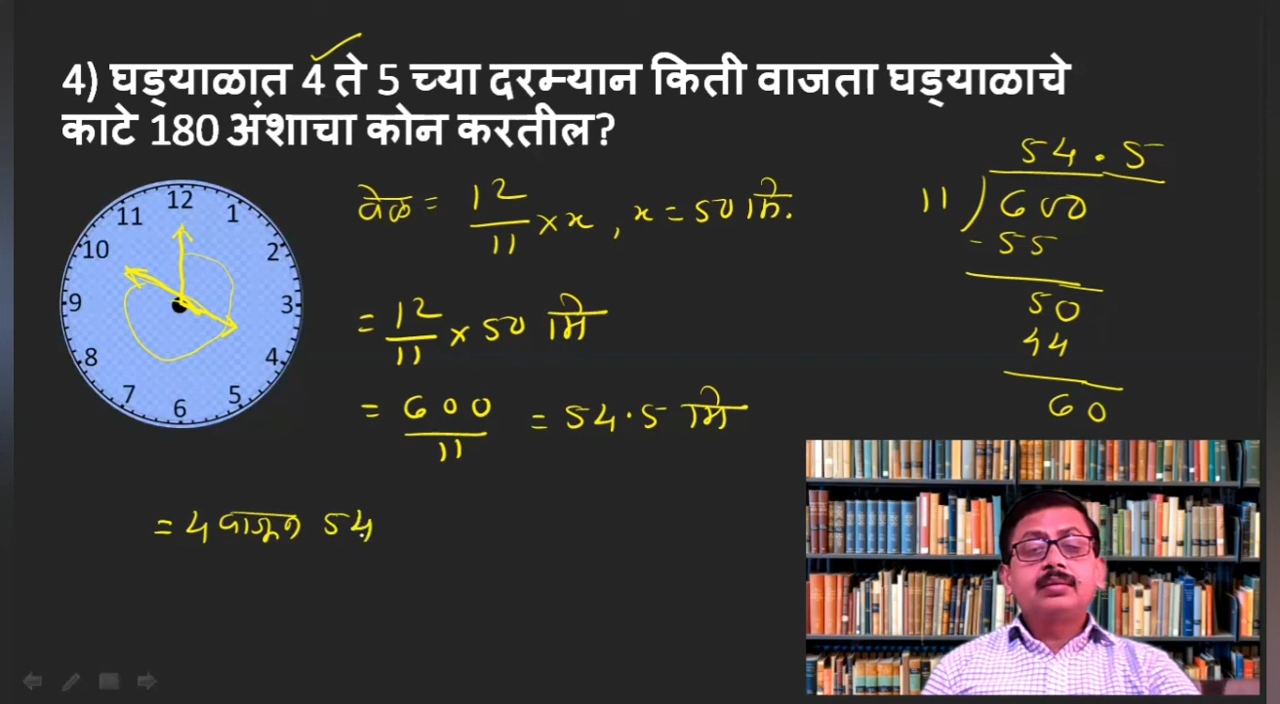 4) घड्याळात 4 ते 5 च्या दरम्यान किती वाजता घड्याळाचे
काटे 180 अंशाचा कोन करतील?
12
11
1
10
2
9
3
8
4
7
5
6
वेळ = 12/11 × x , x = 50 मि.
= 12/11 × 50 मि
= 600/11 = 54.5 मि
= 4 वाजून 54
54.5
11 ) 600
- 55
50
44
60